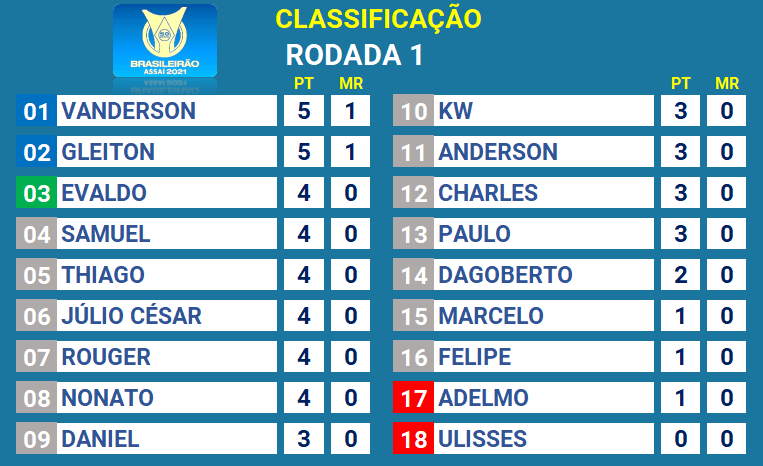 CLASSIFICAÇÃO
BRASILEIRÃO
ASSAÍ 2021
RODADA 1
PT MR
01 VANDERSON 5 1
02 GLEITON 5 1
03 EVALDO 4 0
04 SAMUEL 4 0
05 THIAGO 4 0
06 JÚLIO CÉSAR 4 0
07 ROUGER 4 0
08 NONATO 4 0
09 DANIEL 3 0
PT MR
10 KW 3 0
11 ANDERSON 3 0
12 CHARLES 3 0
13 PAULO 3 0
14 DAGOBERTO 2 0
15 MARCELO 1 0
16 FELIPE 1 0
17 ADELMO 1 0
18 ULISSES 0 0